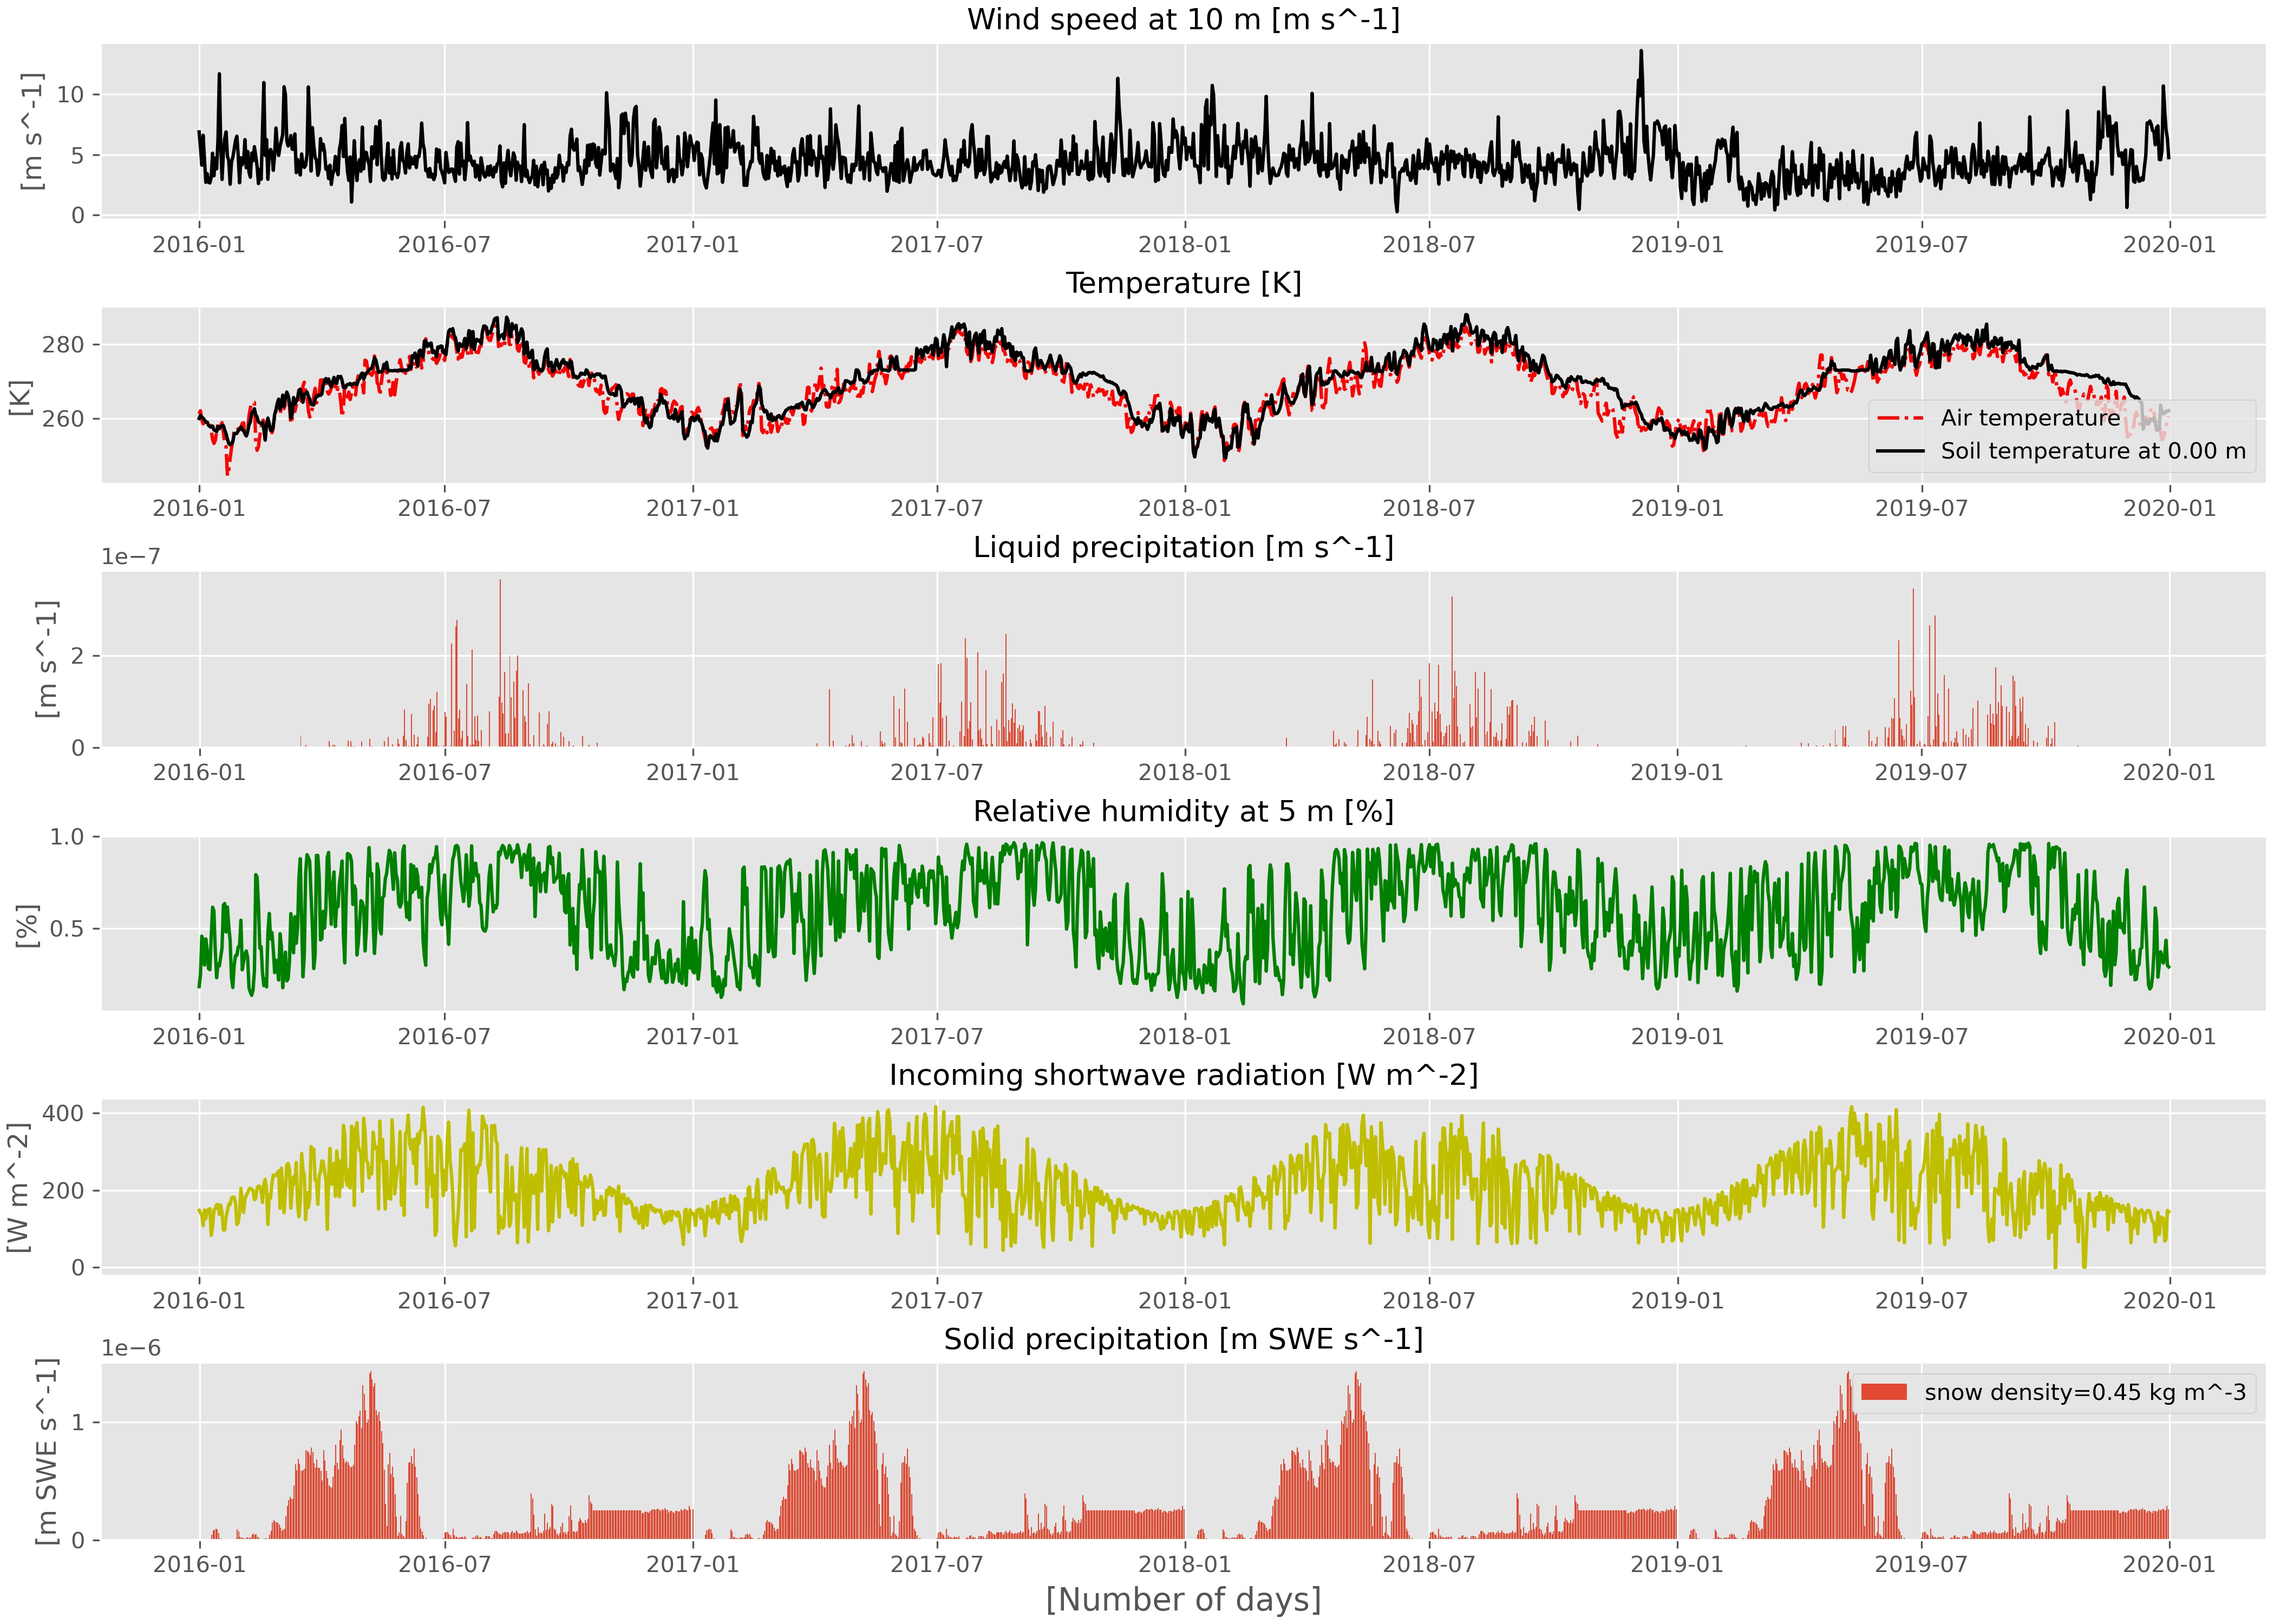 Wind speed at 10 m [m s^-1]
[m s^-1]
10
5
0
2016-01 2016-07 2017-01 2017-07 2018-01 2018-07 2019-01 2019-07 2020-01
Temperature [K]
[K]
280
260
Air temperature
Soil temperature at 0.00 m
2016-01 2016-07 2017-01 2017-07 2018-01 2018-07 2019-01 2019-07 2020-01
Liquid precipitation [m s^-1]
1e−7
[m s^-1]
2
0
2016-01 2016-07 2017-01 2017-07 2018-01 2018-07 2019-01 2019-07 2020-01
Relative humidity at 5 m [%]
[%]
1.0
0.5
2016-01 2016-07 2017-01 2017-07 2018-01 2018-07 2019-01 2019-07 2020-01
Incoming shortwave radiation [W m^-2]
[W m^-2]
400
200
0
2016-01 2016-07 2017-01 2017-07 2018-01 2018-07 2019-01 2019-07 2020-01
Solid precipitation [m SWE s^-1]
1e−6
[m SWE s^-1]
snow density=0.45 kg m^-3
1
0
2016-01 2016-07 2017-01 2017-07 2018-01 2018-07 2019-01 2019-07 2020-01
[Number of days]